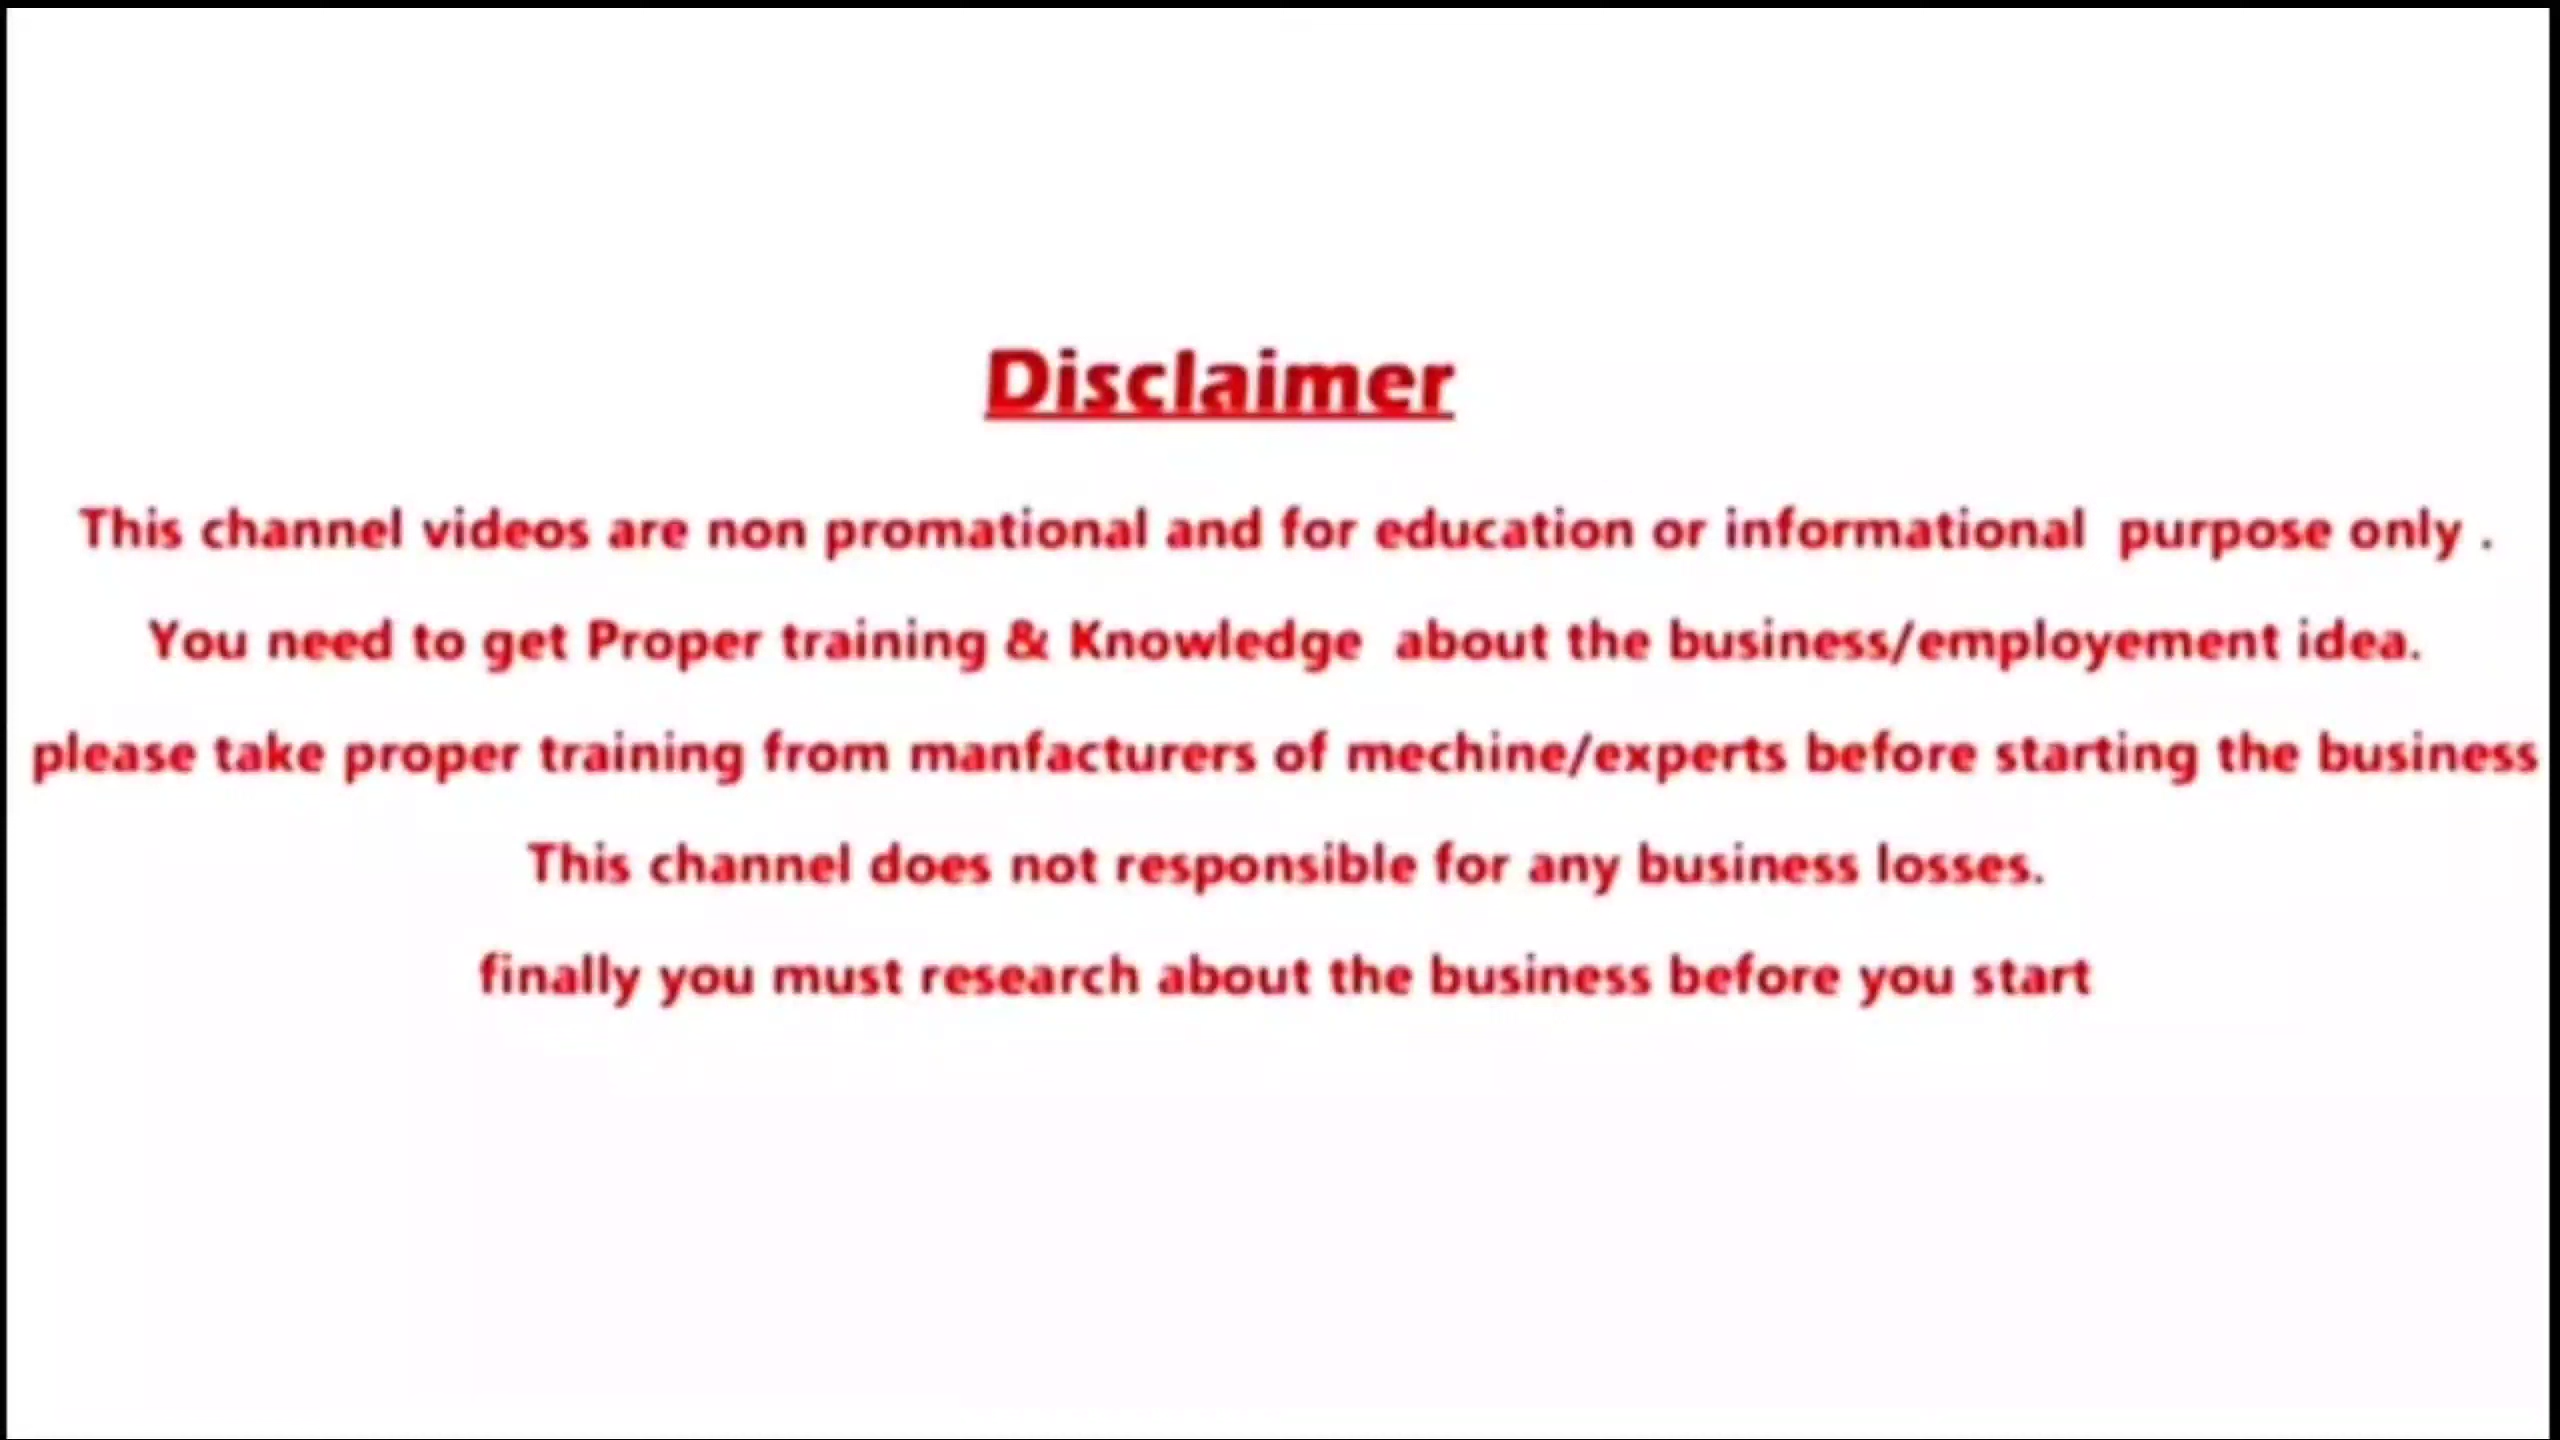 Disclaimer
This channel videos are non promational and for education or informational purpose only .
You need to get Proper training & Knowledge about the business/employement idea.
please take proper training from manfacturers of mechine/experts before starting the business
This channel does not responsible for any business losses.
finally you must research about the business before you start